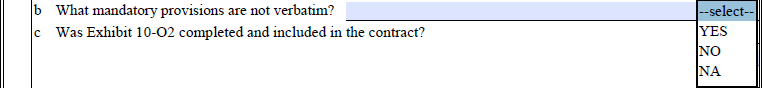 b What mandatory provisions are not verbatim? --select--
c Was Exhibit 10-O2 completed and included in the contract? YES
NO
NA